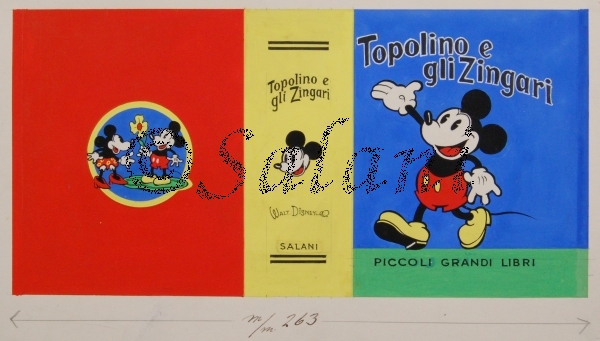 Topolino e
gli Zingari
WALT DISNEY
SALANI
Topolino e
gli Zingari
PICCOLI GRANDI LIBRI
Salani
m/m. 263